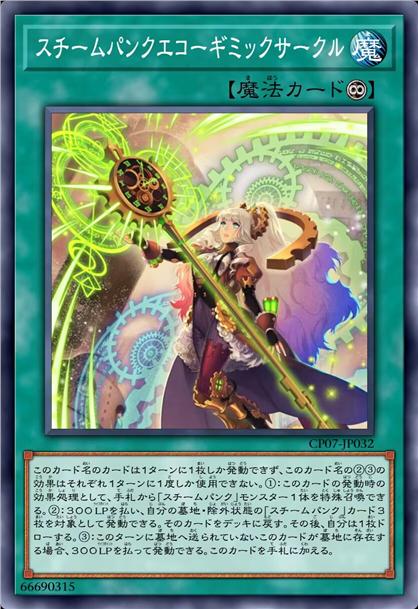 スチームパンクエコーギミックサークル 魔
【魔法カード】
CP07-JP032
このカード名のカードは1ターンに1枚しか発動できず、このカード名の②③の
効果はそれぞれ1ターンに1度しか使用できない。①:このカードの発動時の
効果処理として、手札から「スチームパンク」モンスター1体を特殊召喚でき
る。②:300LPを払い、自分の墓地・除外状態の「スチームパンク」カード3
枚を対象として発動できる。そのカードをデッキに戻す。その後、自分は1枚ド
ローする。③:このターンに墓地へ送られていないこのカードが墓地に存在す
る場合、300LPを払って発動できる。このカードを手札に加える。
66690315